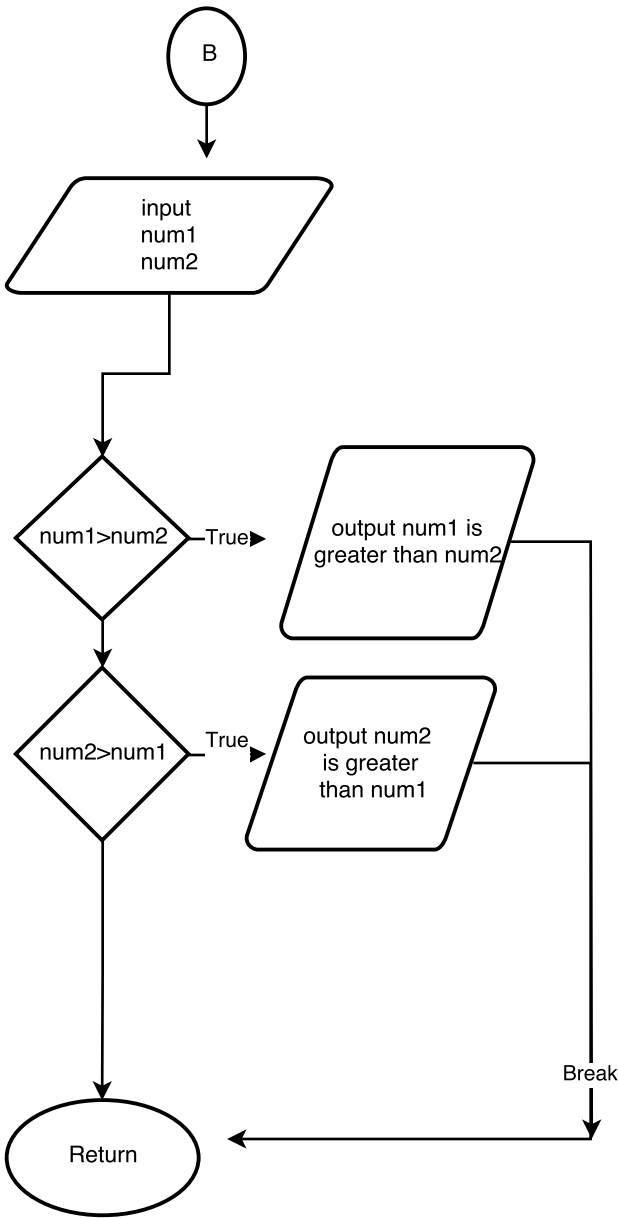 B
input
num1
num2
num1>num2
True
output num1 is
greater than num2
num2>num1
True
output num2
is greater
than num1
Break
Return